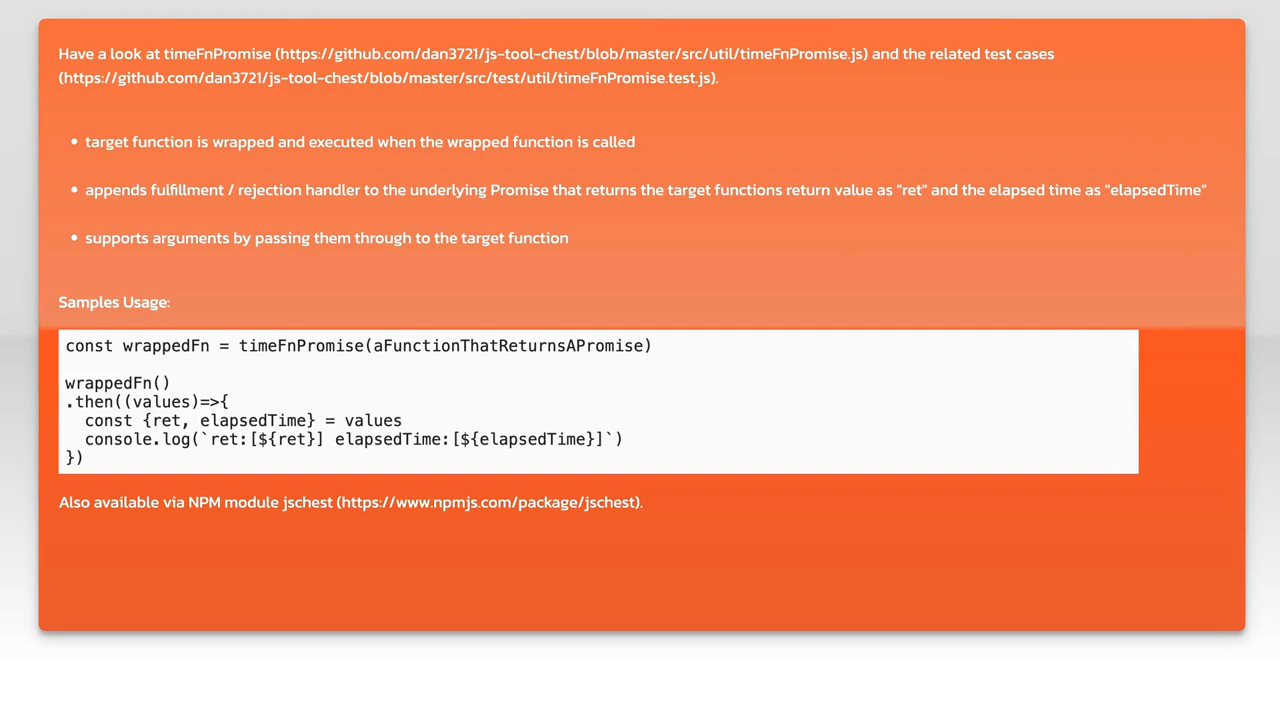 Have a look at timeFnPromise (https://github.com/dan3721/js-tool-chest/blob/master/src/util/timeFnPromise.js) and the related test cases
(https://github.com/dan3721/js-tool-chest/blob/master/src/test/util/timeFnPromise.test.js).
• target function is wrapped and executed when the wrapped function is called
• appends fulfillment / rejection handler to the underlying Promise that returns the target functions return value as "ret" and the elapsed time as "elapsedTime"
• supports arguments by passing them through to the target function
Samples Usage:
const wrappedFn = timeFnPromise(aFunctionThatReturnsAPromise)
wrappedFn()
.then((values)=>{
  const {ret, elapsedTime} = values
  console.log(`ret:[${ret}] elapsedTime:[${elapsedTime}]`)
})
Also available via NPM module jschest (https://www.npmjs.com/package/jschest).